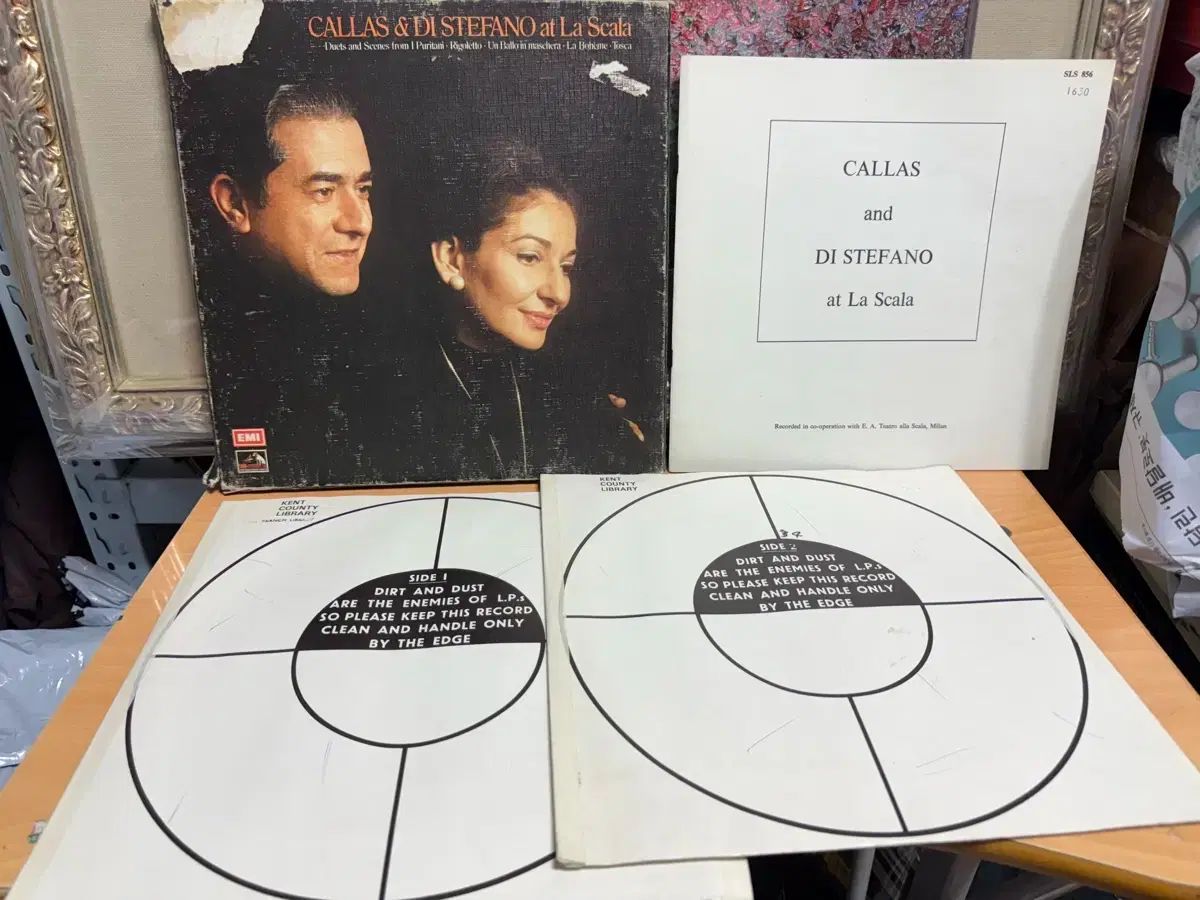 CALLAS & DI STEFANO at La Scala
Duets and Scenes from I Puritani · Rigoletto · Un Ballo in maschera · La Bohème · Tosca
EMI
SLS 856
1630
CALLAS
and
DI STEFANO
at La Scala
Recorded in co-operation with E. A. Teatro alla Scala, Milan
KENT
COUNTY
LIBRARY
SIDE 1
DIRT AND DUST
ARE THE ENEMIES OF L.P.s
SO PLEASE KEEP THIS RECORD
CLEAN AND HANDLE ONLY
BY THE EDGE
KENT
COUNTY
LIBRARY
34
SIDE 2
DIRT AND DUST
ARE THE ENEMIES OF L.P.s
SO PLEASE KEEP THIS RECORD
CLEAN AND HANDLE ONLY
BY THE EDGE